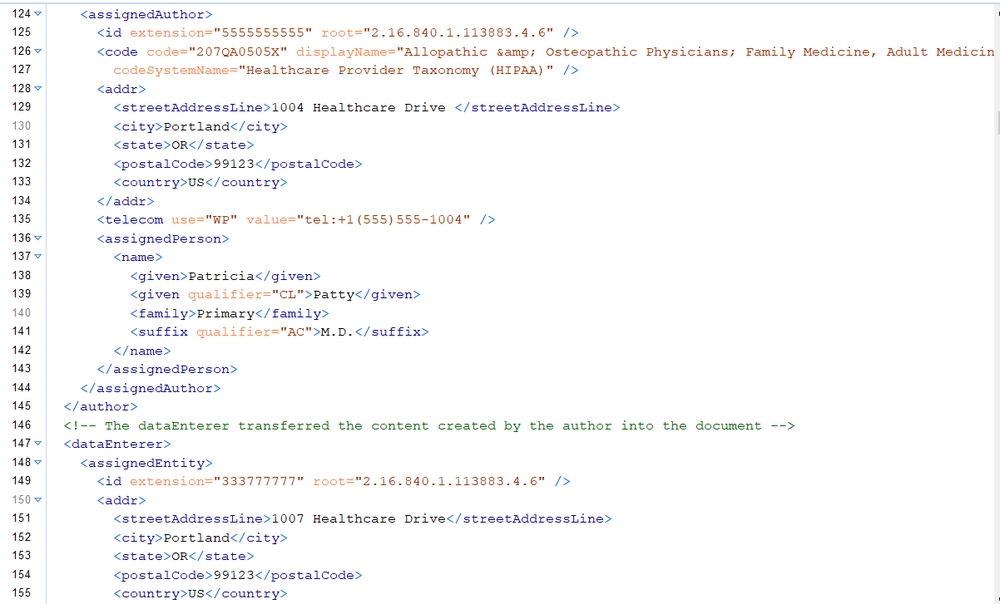 124 <assignedAuthor>
125 <id extension="5555555555" root="2.16.840.1.113883.4.6" />
126 <code code="207QA0505X" displayName="Allopathic &amp; Osteopathic Physicians; Family Medicine, Adult Medicin
127 codeSystemName="Healthcare Provider Taxonomy (HIPAA)" />
128 <addr>
129 <streetAddressLine>1004 Healthcare Drive </streetAddressLine>
130 <city>Portland</city>
131 <state>OR</state>
132 <postalCode>99123</postalCode>
133 <country>US</country>
134 </addr>
135 <telecom use="WP" value="tel:+1(555)555-1004" />
136 <assignedPerson>
137 <name>
138 <given>Patricia</given>
139 <given qualifier="CL">Patty</given>
140 <family>Primary</family>
141 <suffix qualifier="AC">M.D.</suffix>
142 </name>
143 </assignedPerson>
144 </assignedAuthor>
145 </author>
146 <!-- The dataEnterer transferred the content created by the author into the document -->
147 <dataEnterer>
148 <assignedEntity>
149 <id extension="333777777" root="2.16.840.1.113883.4.6" />
150 <addr>
151 <streetAddressLine>1007 Healthcare Drive</streetAddressLine>
152 <city>Portland</city>
153 <state>OR</state>
154 <postalCode>99123</postalCode>
155 <country>US</country>